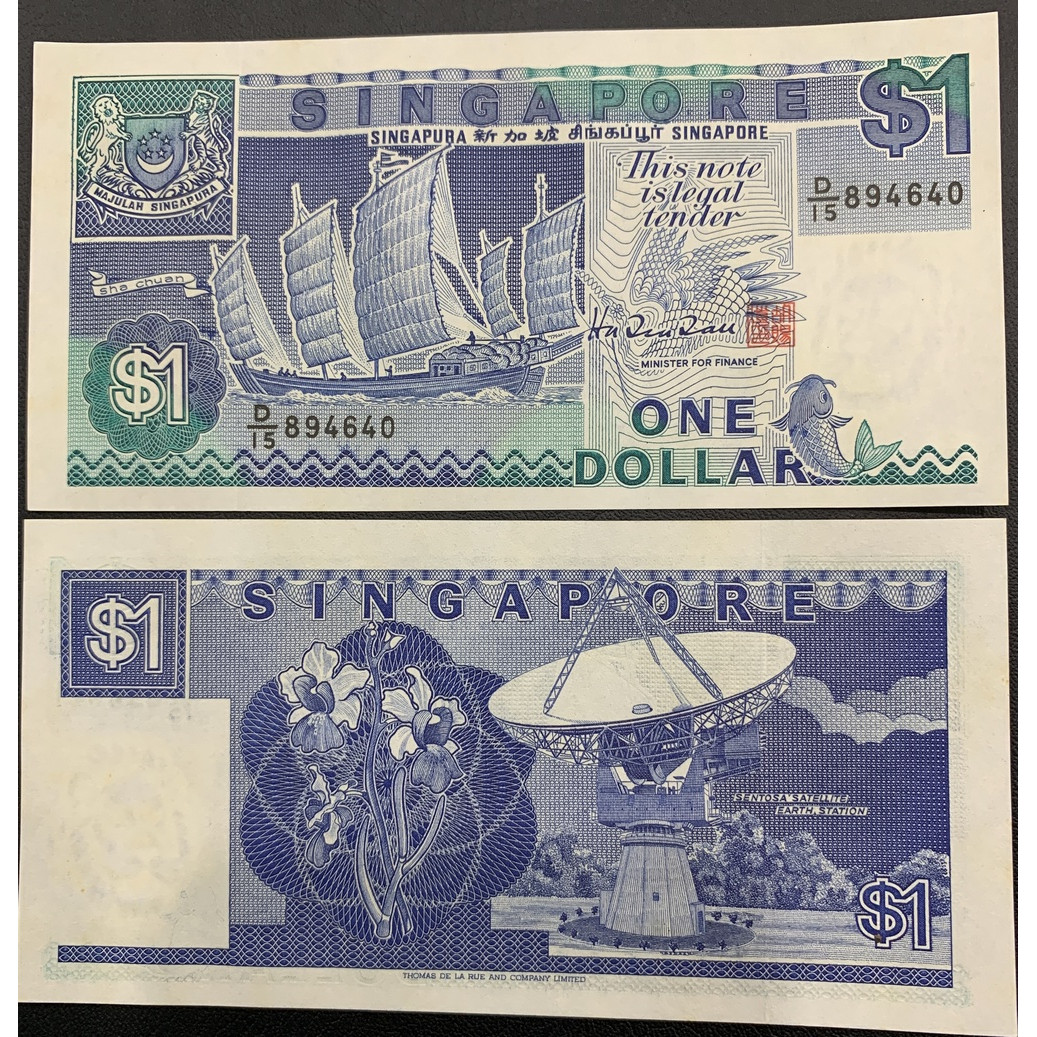 SINGAPORE
$1
SINGAPURA 新加坡 சிங்கப்பூர் SINGAPORE
MAJULAH SINGAPURA
This note
is legal
tender
D/15 894640
sha chuan
MINISTER FOR FINANCE
$1
D/15 894640
ONE
DOLLAR
$1
SINGAPORE
SENTOSA SATELLITE
EARTH STATION
$1
THOMAS DE LA RUE AND COMPANY LIMITED